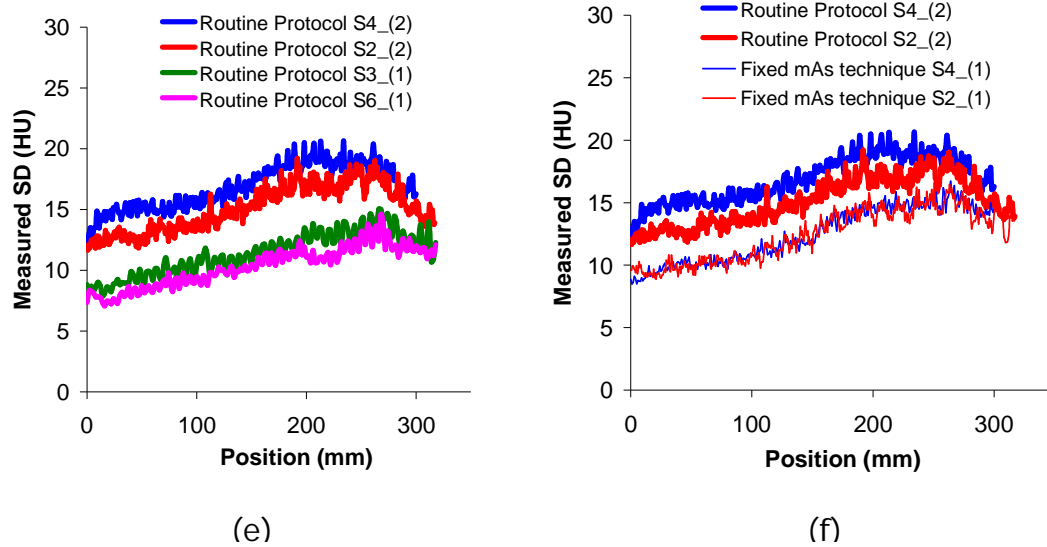 30
25
20
15
10
5
0
Measured SD (HU)
Routine Protocol S4_(2)
Routine Protocol S2_(2)
Routine Protocol S3_(1)
Routine Protocol S6_(1)
0 100 200 300
Position (mm)
(e)
30
25
20
15
10
5
0
Measured SD (HU)
Routine Protocol S4_(2)
Routine Protocol S2_(2)
Fixed mAs technique S4_(1)
Fixed mAs technique S2_(1)
0 100 200 300
Position (mm)
(f)